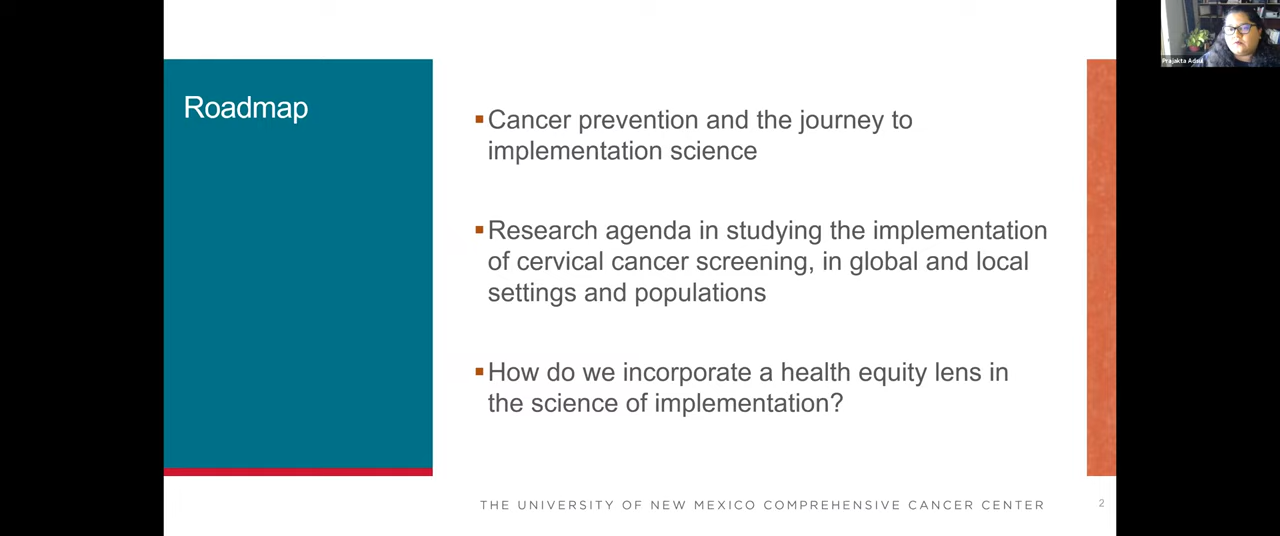 Prajakta Adsul
Roadmap
▪Cancer prevention and the journey to
implementation science
▪Research agenda in studying the implementation
of cervical cancer screening, in global and local
settings and populations
▪How do we incorporate a health equity lens in
the science of implementation?
THE UNIVERSITY OF NEW MEXICO COMPREHENSIVE CANCER CENTER
2